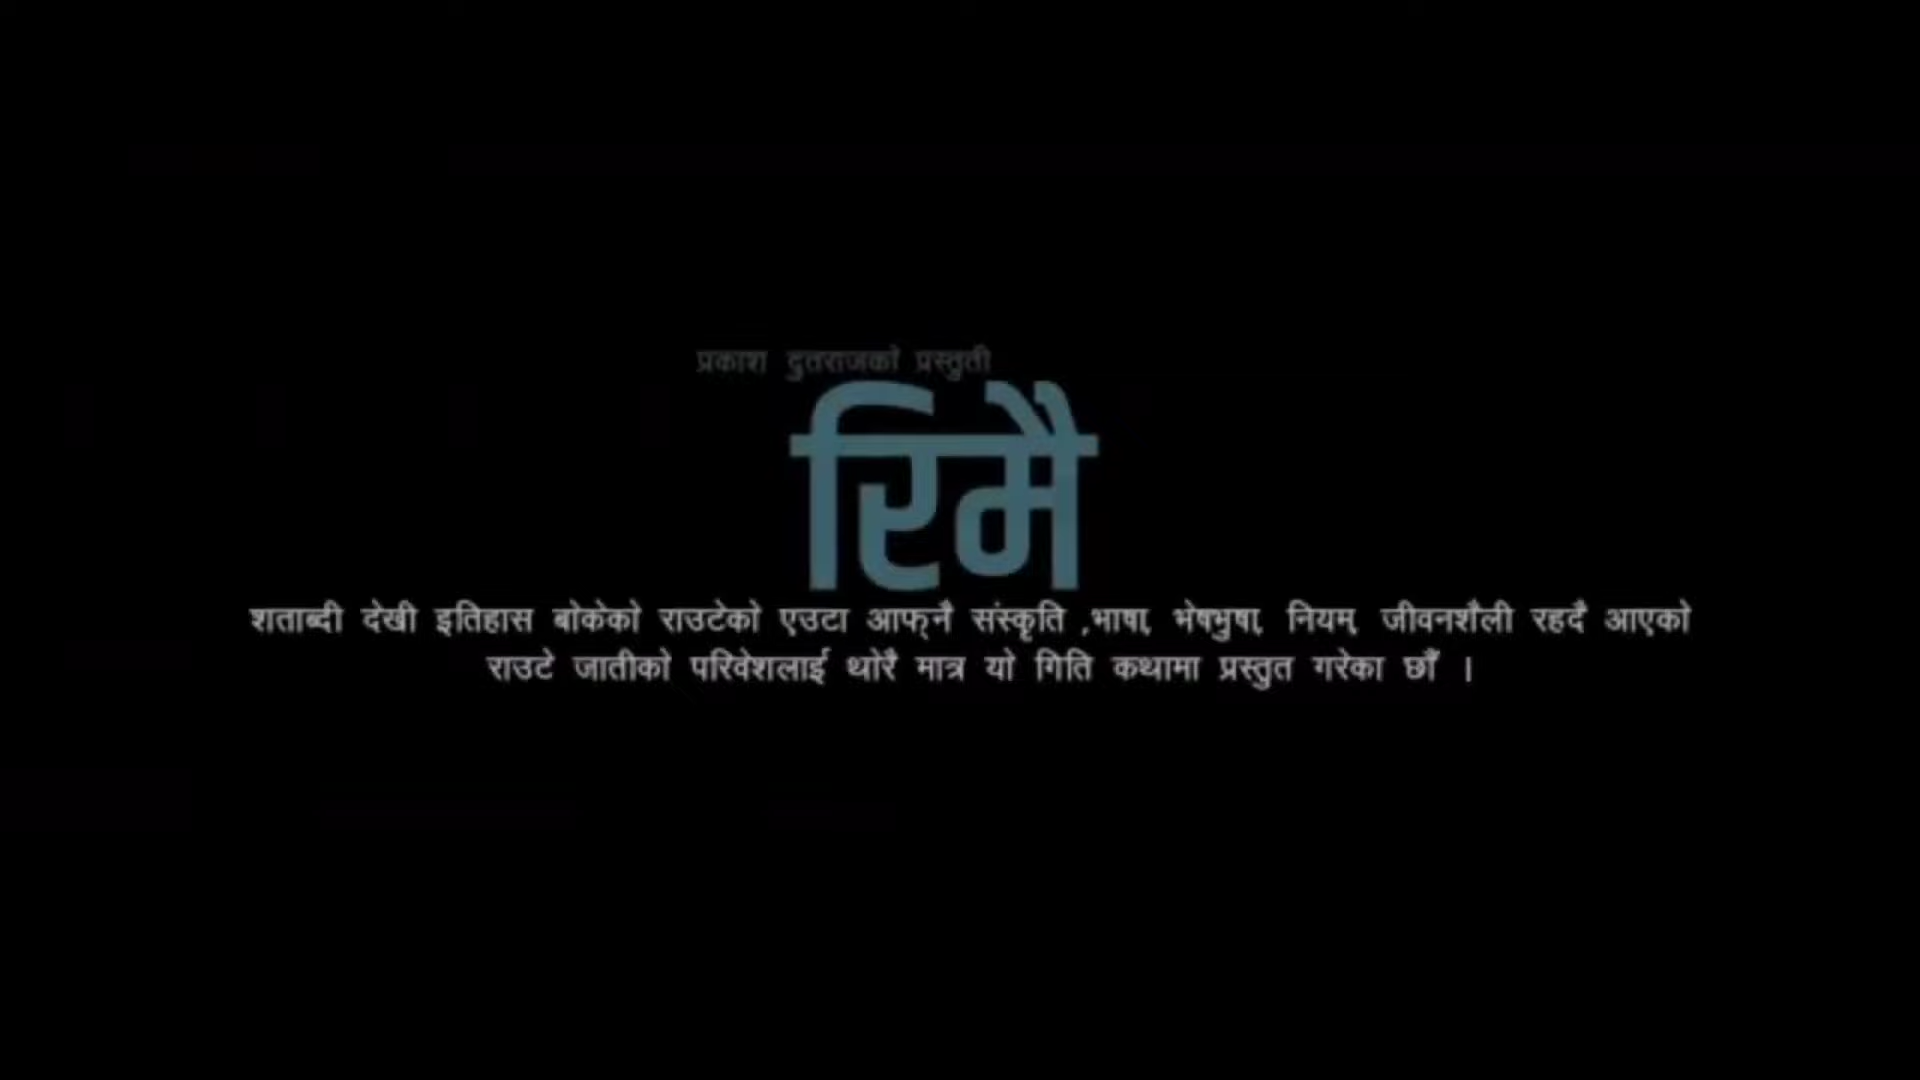 प्रकाश दुतराजको प्रस्तुती
रिमै
शताब्दी देखी इतिहास बोकेको राउटेको एउटा आफ्‌नै संस्कृति ,भाषा, भेषभुषा, नियम, जीवनशैली रहदै आएको
राउटे जातीको परिवेशलाई थोरै मात्र यो गिति कथामा प्रस्तुत गरेका छौं ।